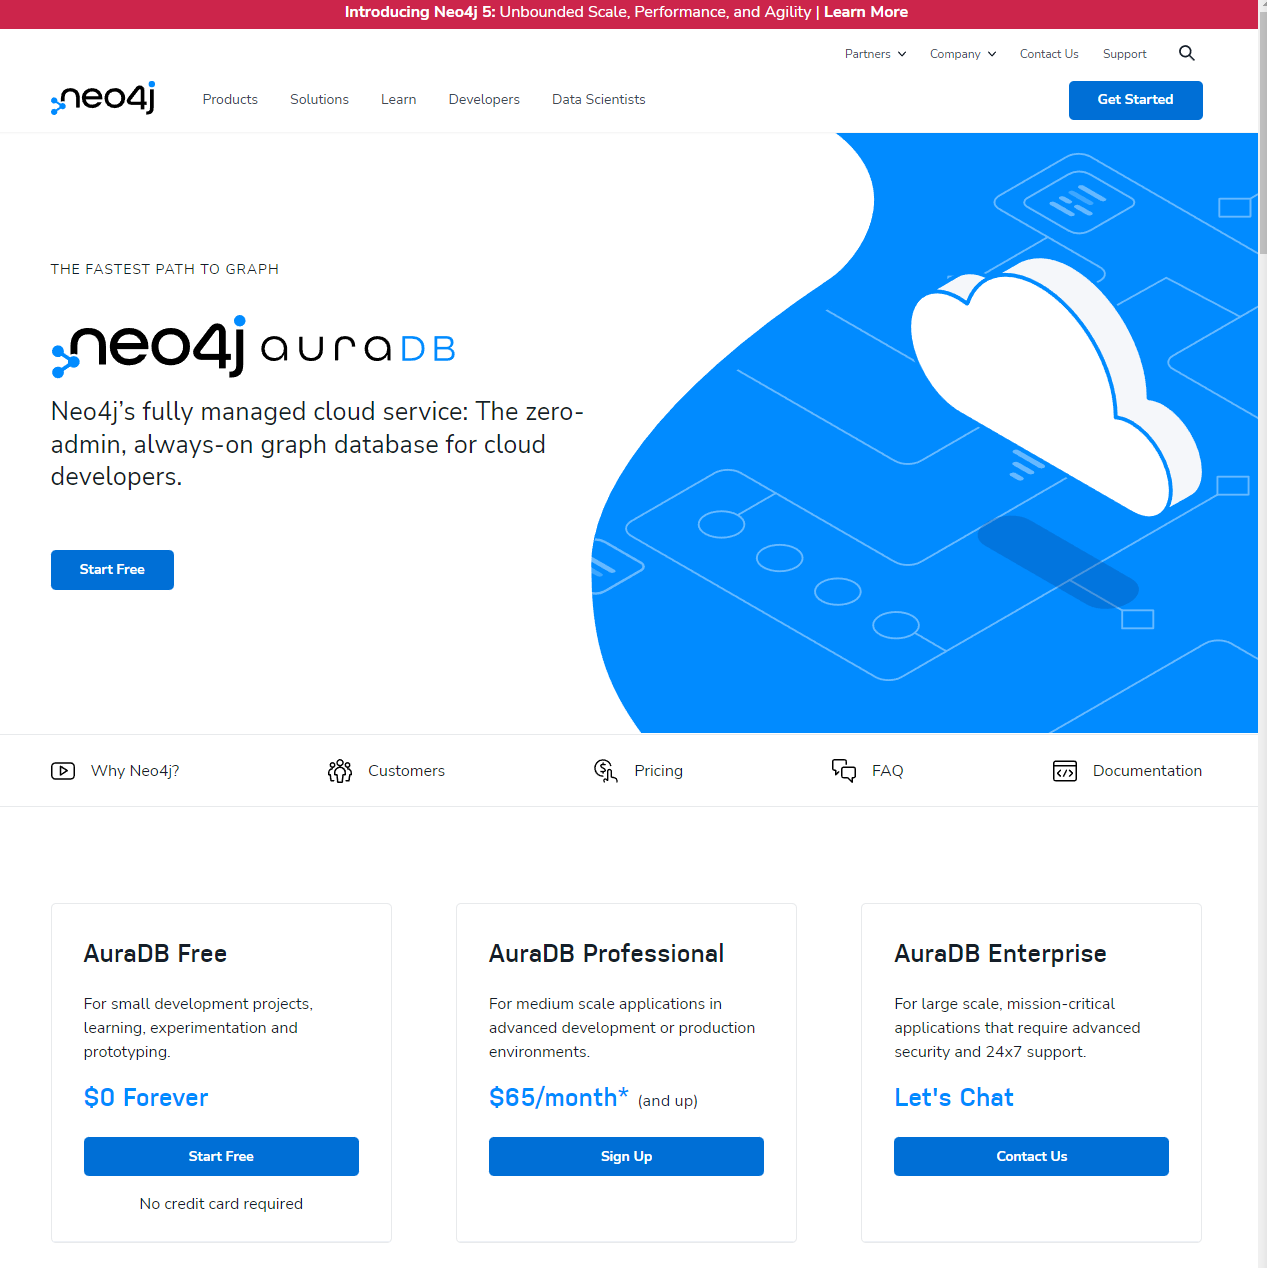 Introducing Neo4j 5: Unbounded Scale, Performance, and Agility | Learn More
Partners Company Contact Us Support
neo4j Products Solutions Learn Developers Data Scientists Get Started
THE FASTEST PATH TO GRAPH
neo4j auraDB
Neo4j’s fully managed cloud service: The zero-
admin, always-on graph database for cloud
developers.
Start Free
Why Neo4j? Customers Pricing FAQ Documentation
AuraDB Free
For small development projects,
learning, experimentation and
prototyping.
$0 Forever
Start Free
No credit card required
AuraDB Professional
For medium scale applications in
advanced development or production
environments.
$65/month* (and up)
Sign Up
AuraDB Enterprise
For large scale, mission-critical
applications that require advanced
security and 24x7 support.
Let's Chat
Contact Us